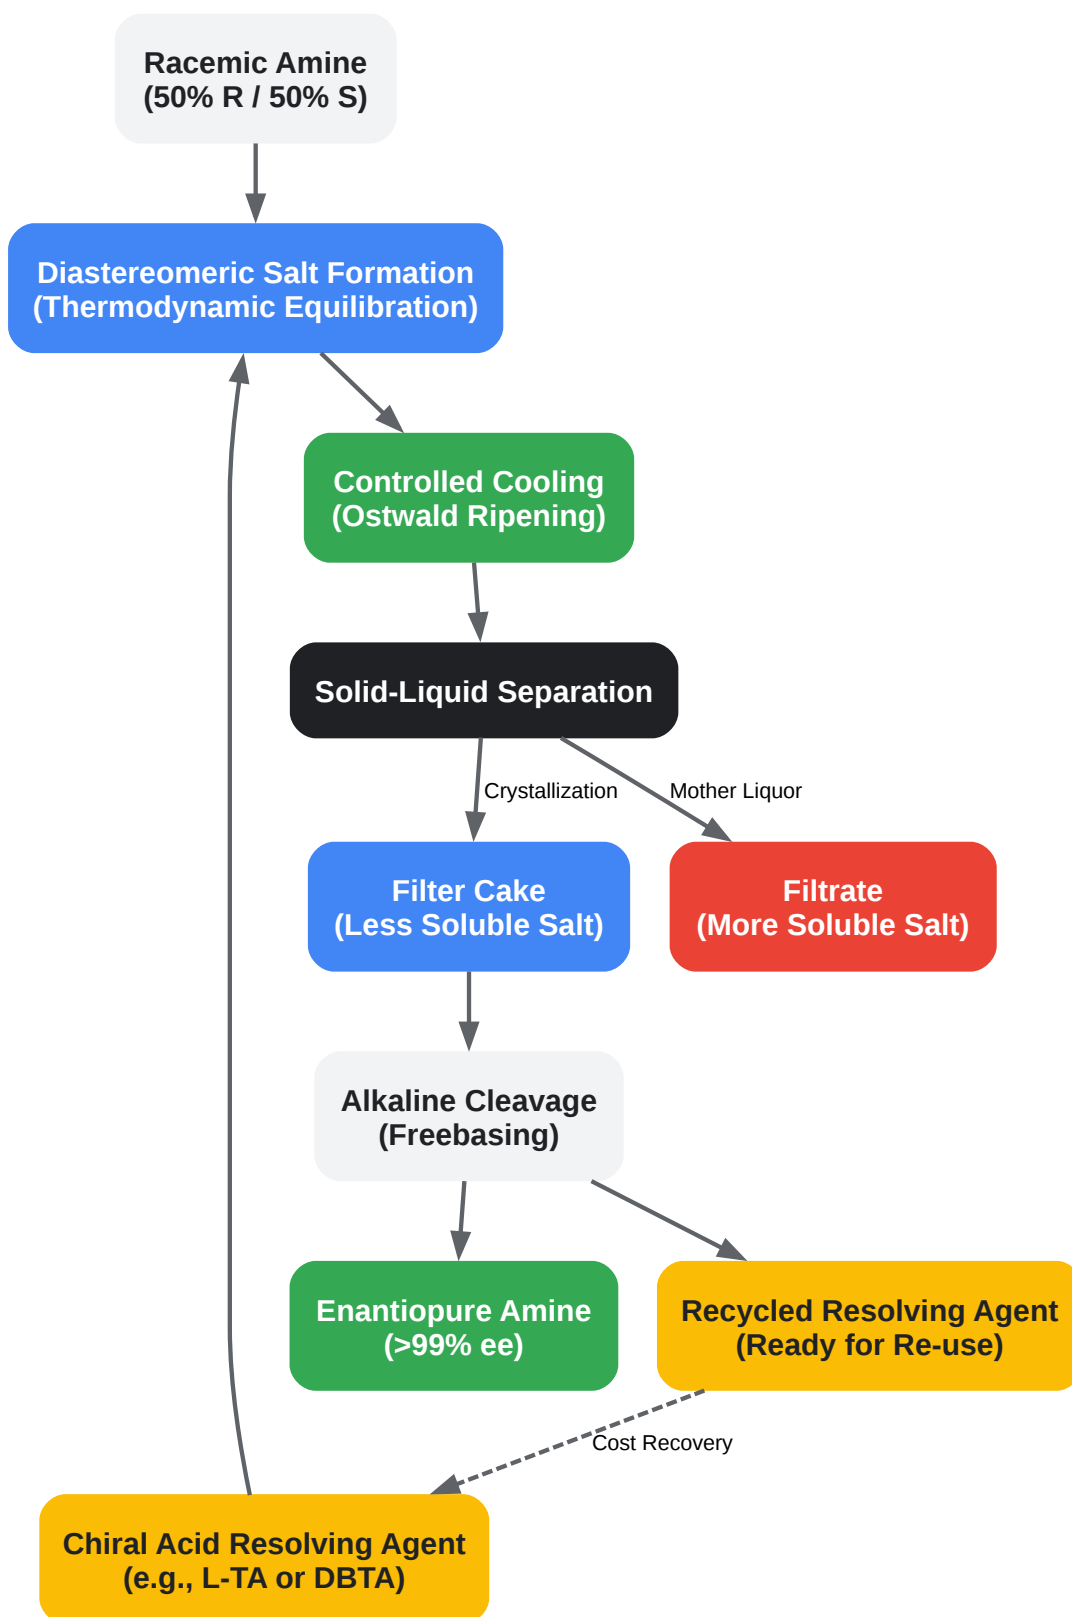 Racemic Amine
(50% R / 50% S)
Diastereomeric Salt Formation
(Thermodynamic Equilibration)
Controlled Cooling
(Ostwald Ripening)
Solid-Liquid Separation
Crystallization
Mother Liquor
Filter Cake
(Less Soluble Salt)
Filtrate
(More Soluble Salt)
Alkaline Cleavage
(Freebasing)
Enantiopure Amine
(>99% ee)
Recycled Resolving Agent
(Ready for Re-use)
Cost Recovery
Chiral Acid Resolving Agent
(e.g., L-TA or DBTA)